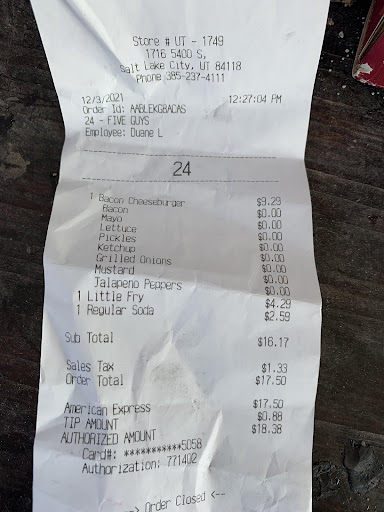 Store # UT - 1749
1716 5400 S,
Salt Lake City, UT 84118
Phone 385-237-4111
12/3/2021 12:27:04 PM
Order Id: AABLEKGBACAS
24 - FIVE GUYS
Employee: Duane L
24
1 Bacon Cheeseburger $9.29
Bacon $0.00
Mayo $0.00
Lettuce $0.00
Pickles $0.00
Ketchup $0.00
Grilled Onions $0.00
Mustard $0.00
Jalapeno Peppers $0.00
1 Little Fry $4.29
1 Regular Soda $2.59
Sub Total $16.17
Sales Tax $1.33
Order Total $17.50
American Express $17.50
TIP AMOUNT $0.88
AUTHORIZED AMOUNT $18.38
Card#: ***********5058
Authorization: 771402
--> Order Closed <--